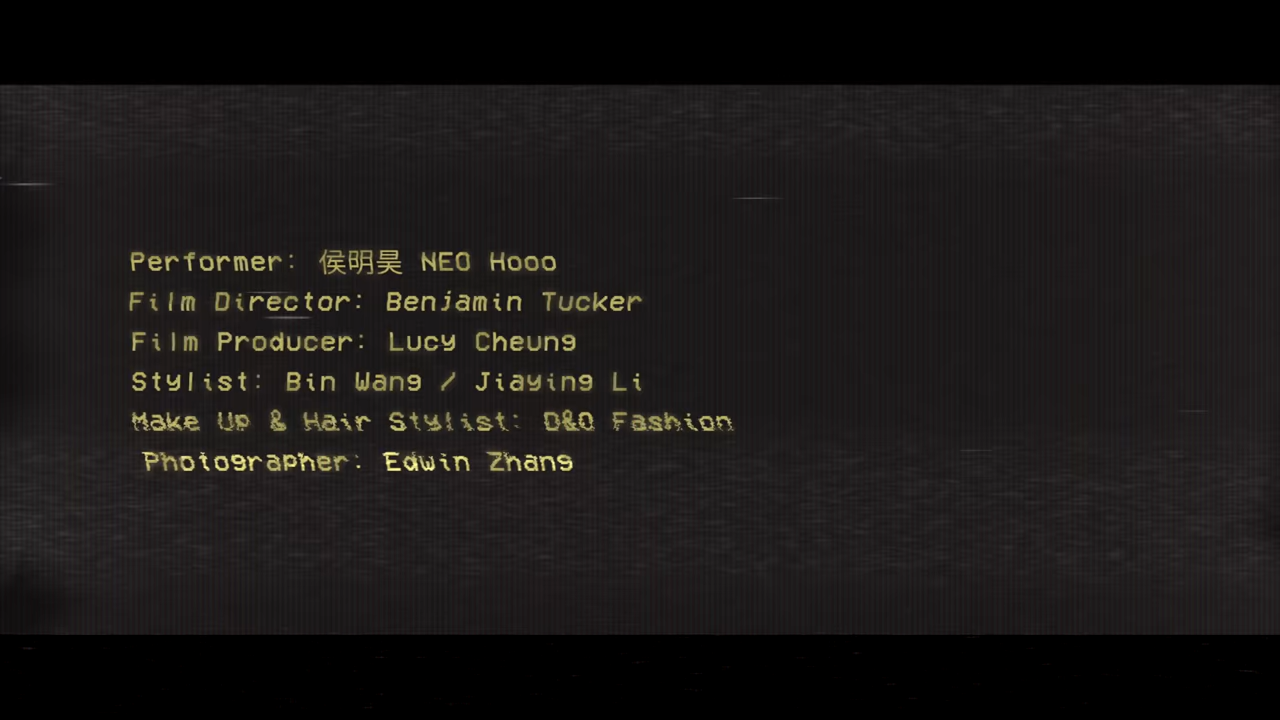 Performer: 侯明昊 NEO Hooo
Film Director: Benjamin Tucker
Film Producer: Lucy Cheung
Stylist: Bin Wang / Jiaying Li
Make Up & Hair Stylist: D&O Fashion
Photographer: Edwin Zhang